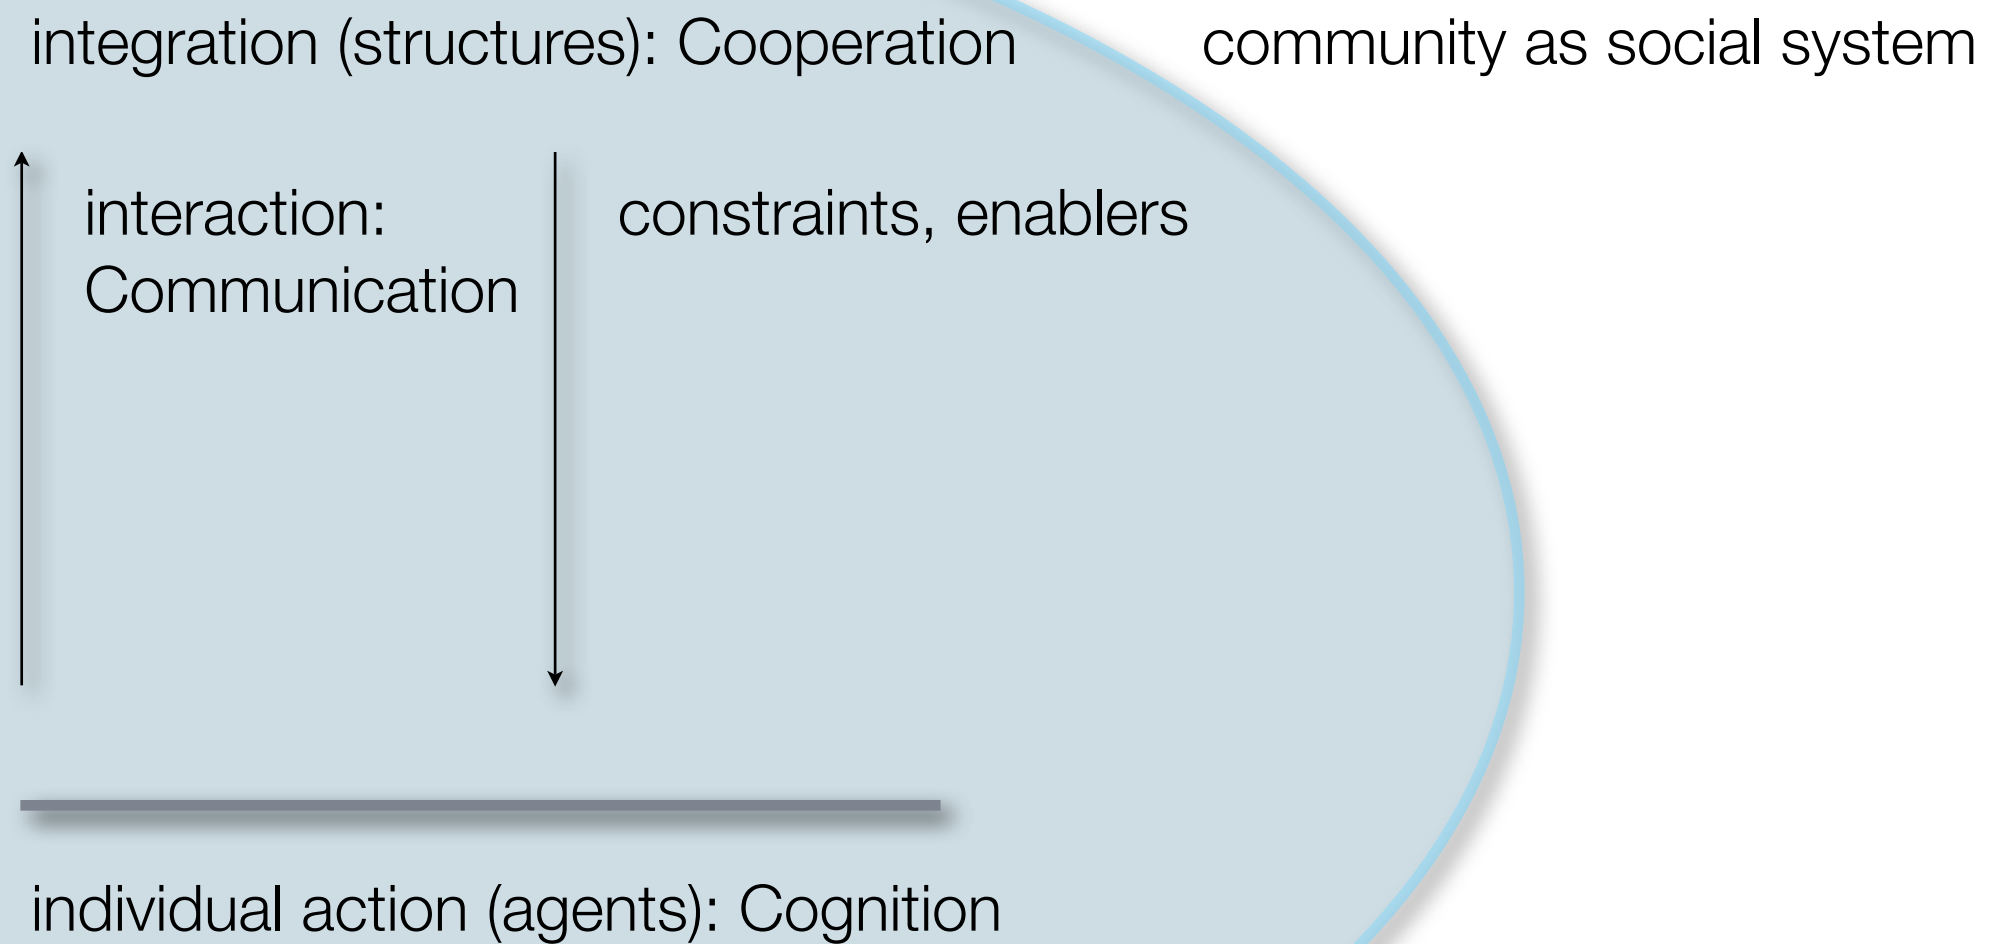 integration (structures): Cooperation
community as social system
interaction:
Communication
constraints, enablers
individual action (agents): Cognition